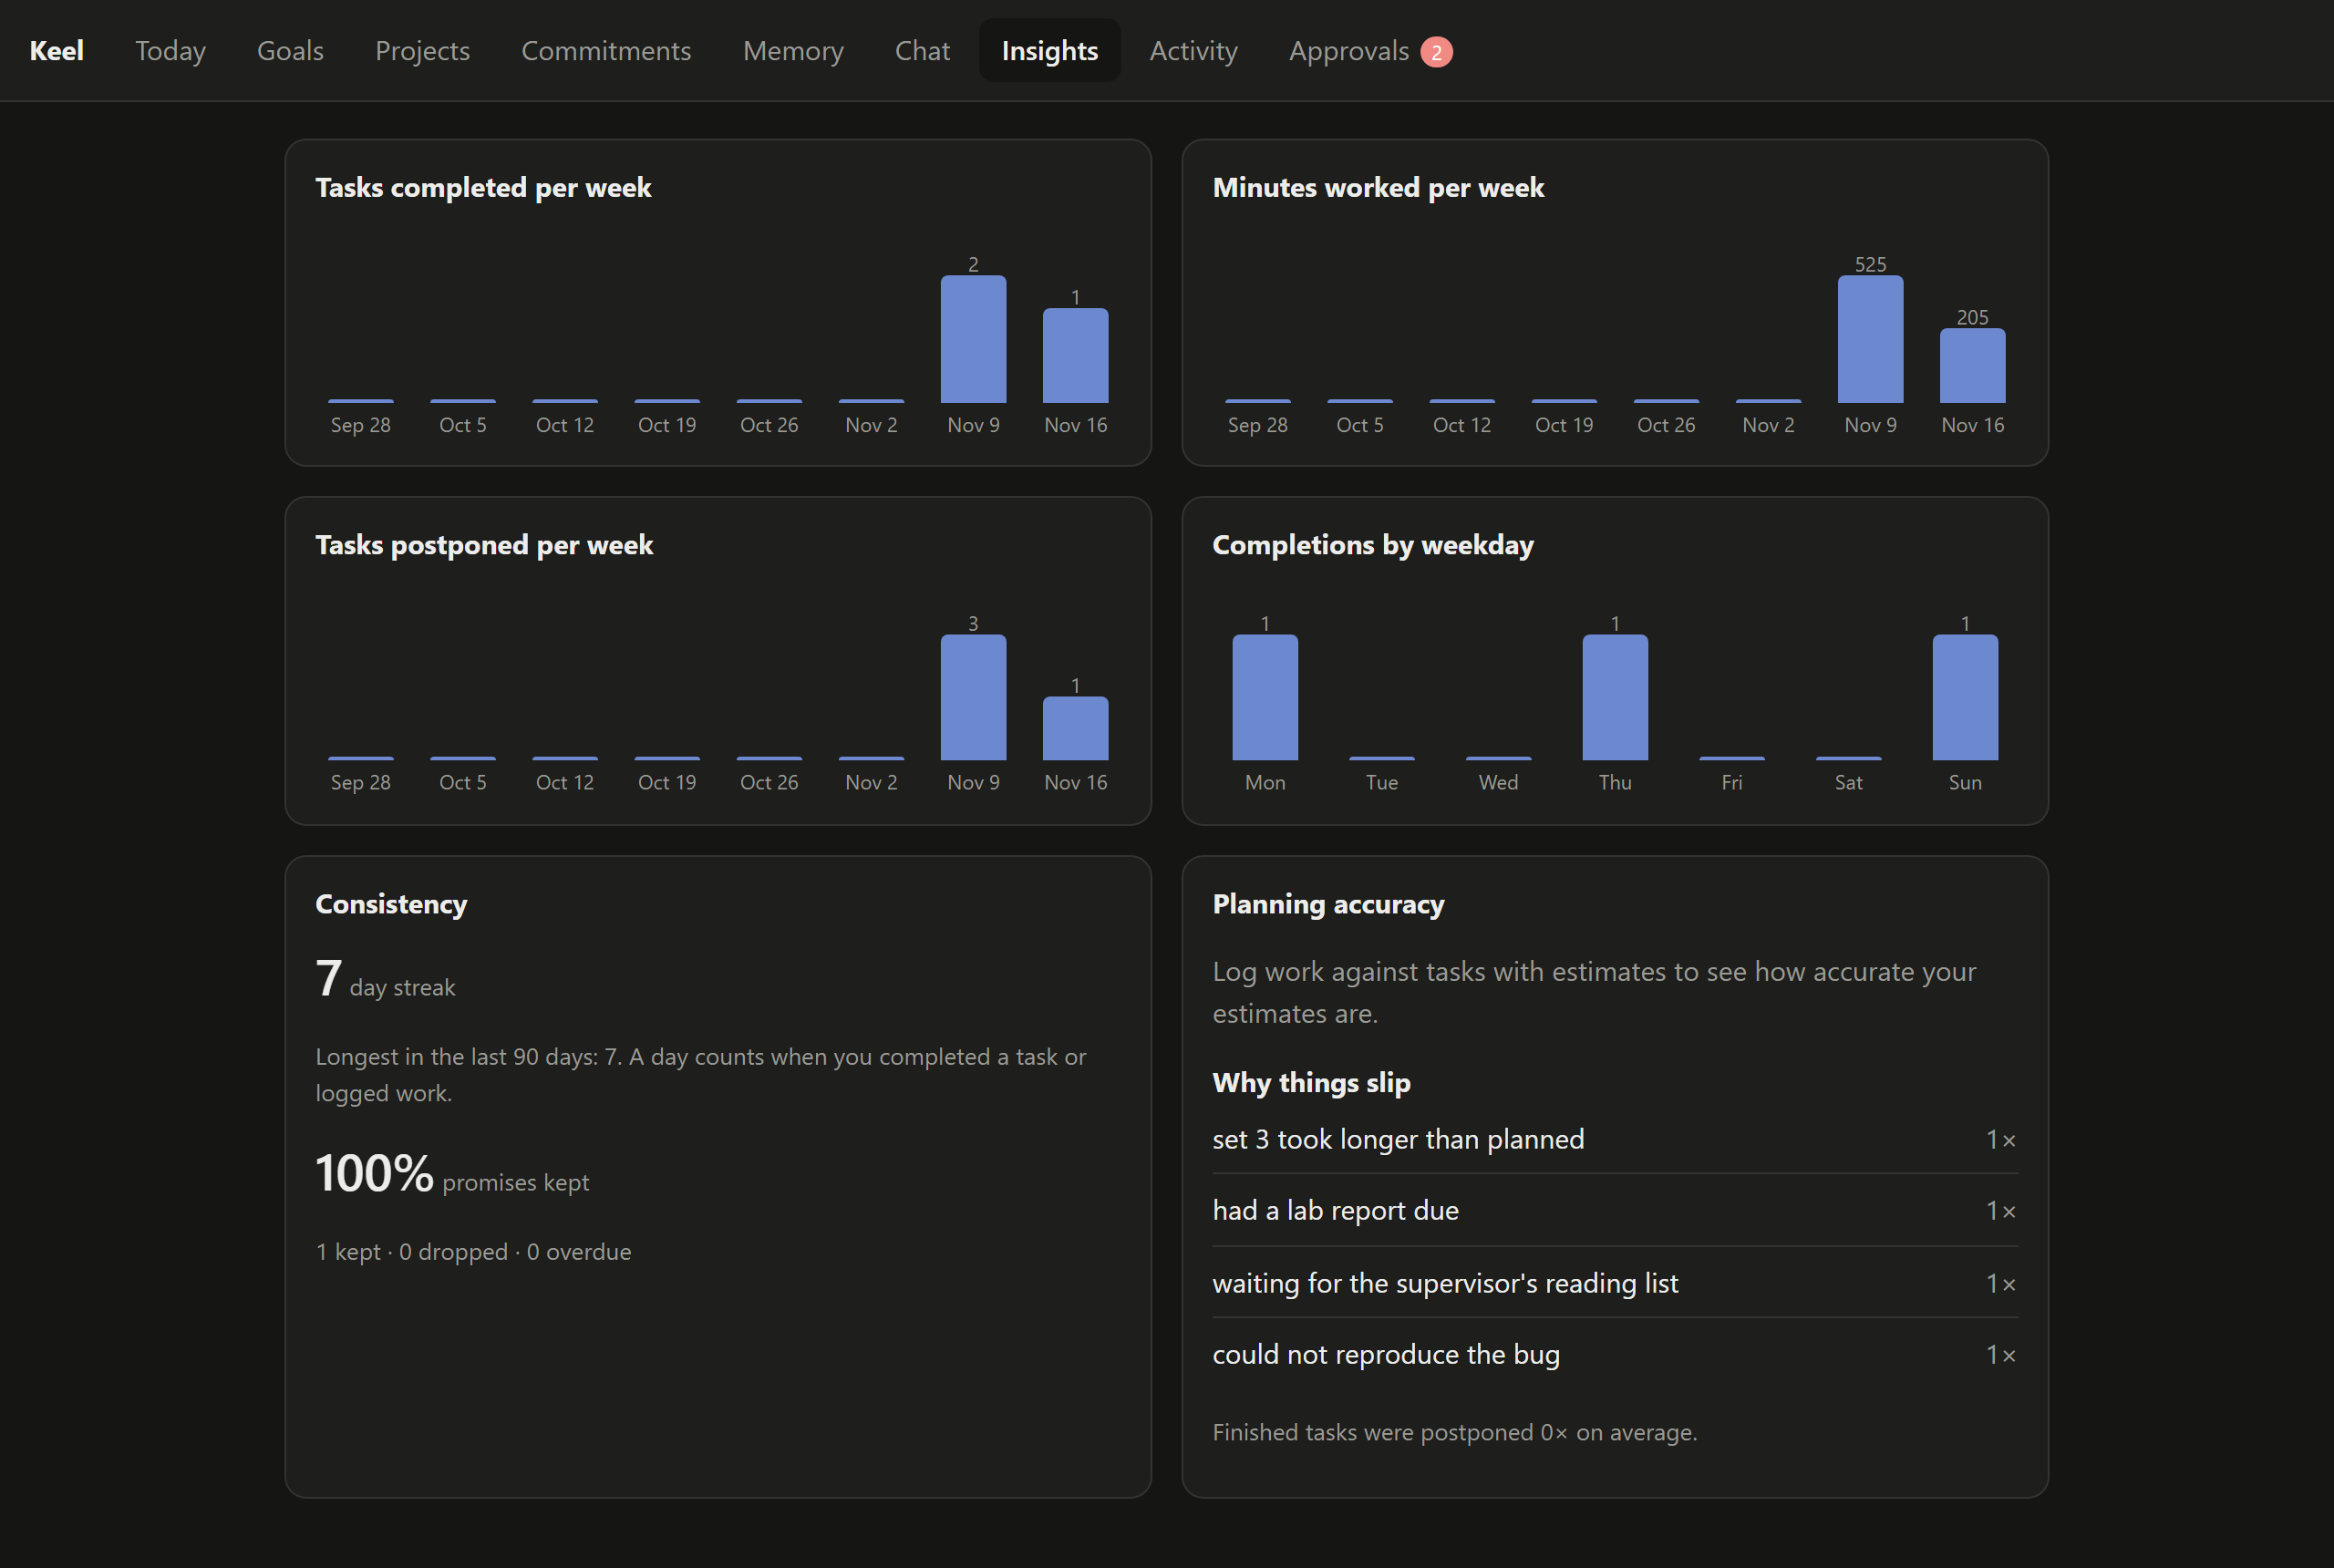 Keel Today Goals Projects Commitments Memory Chat Insights Activity Approvals 2
Tasks completed per week
2
1
Sep 28 Oct 5 Oct 12 Oct 19 Oct 26 Nov 2 Nov 9 Nov 16
Minutes worked per week
525
205
Sep 28 Oct 5 Oct 12 Oct 19 Oct 26 Nov 2 Nov 9 Nov 16
Tasks postponed per week
3
1
Sep 28 Oct 5 Oct 12 Oct 19 Oct 26 Nov 2 Nov 9 Nov 16
Completions by weekday
1 1 1
Mon Tue Wed Thu Fri Sat Sun
Consistency
7 day streak
Longest in the last 90 days: 7. A day counts when you completed a task or
logged work.
100% promises kept
1 kept · 0 dropped · 0 overdue
Planning accuracy
Log work against tasks with estimates to see how accurate your
estimates are.
Why things slip
set 3 took longer than planned 1×
had a lab report due 1×
waiting for the supervisor's reading list 1×
could not reproduce the bug 1×
Finished tasks were postponed 0× on average.